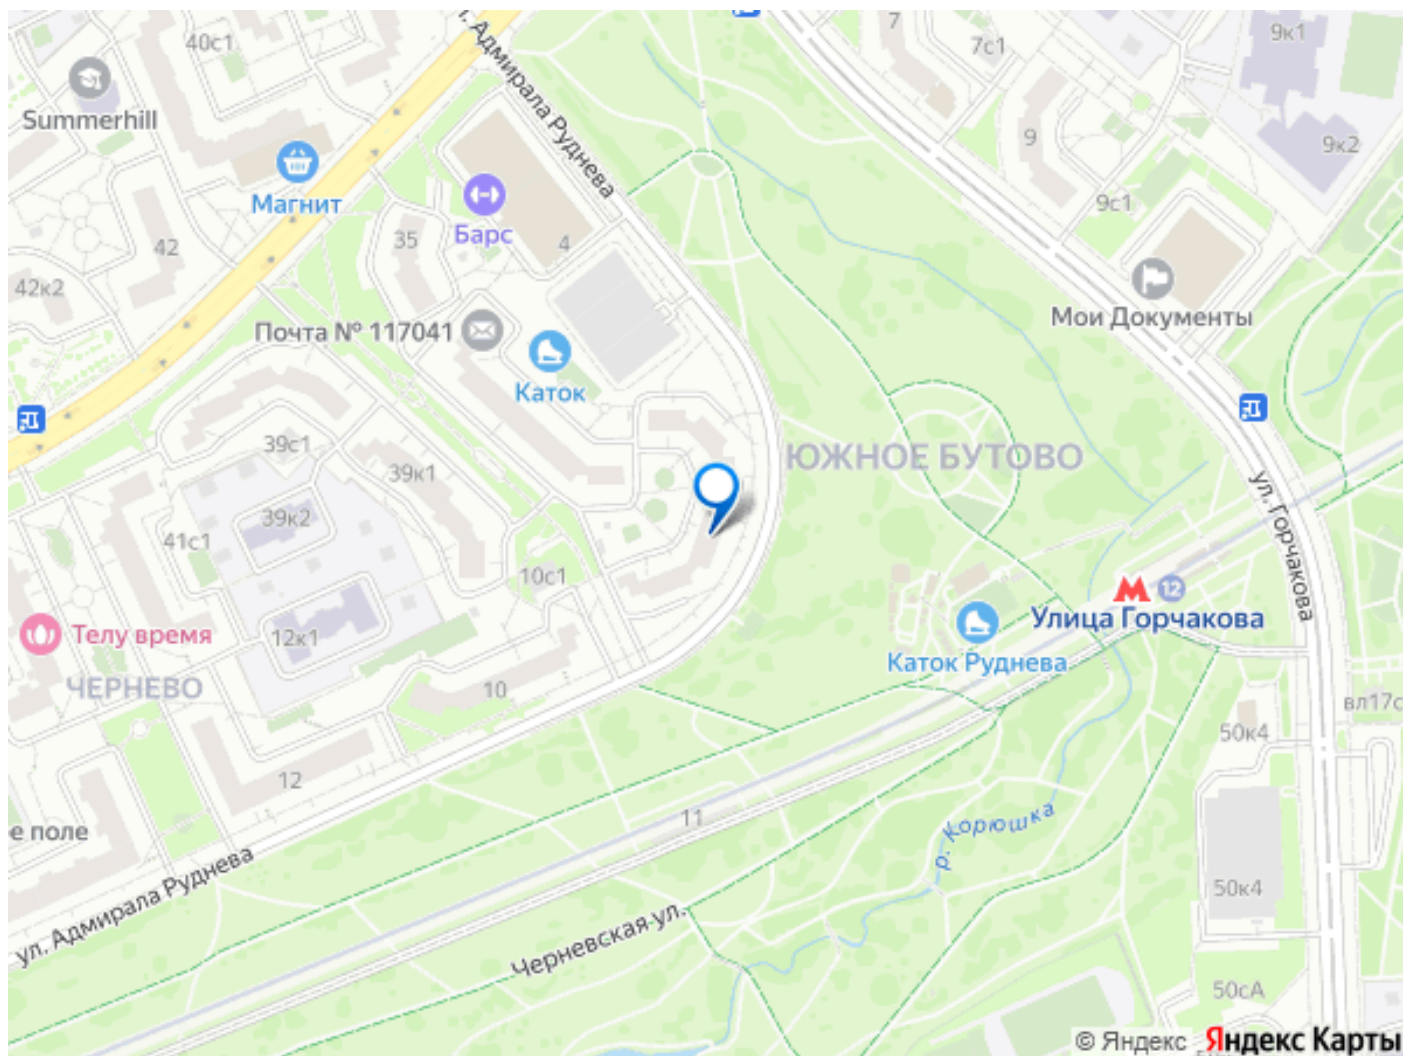 40с1
ул. Адмирала Руднева
7
7с1
9к1
Summerhill
9
9к2
Магнит
Барс
9с1
42
35
4
42к2
Мои Документы
Почта № 117041
Каток
ЮЖНОЕ БУТОВО
39с1
39к1
ул. Горчакова
39к2
41с1
10с1
12
Улица Горчакова
Телу время
12к1
Каток Руднева
ЧЕРНЕВО
10
вл17с
50к4
12
11
р. Корюшка
е поле
ул. Адмирала Руднева
50к4
Черневская ул.
50сА
© Яндекс Яндекс Карты